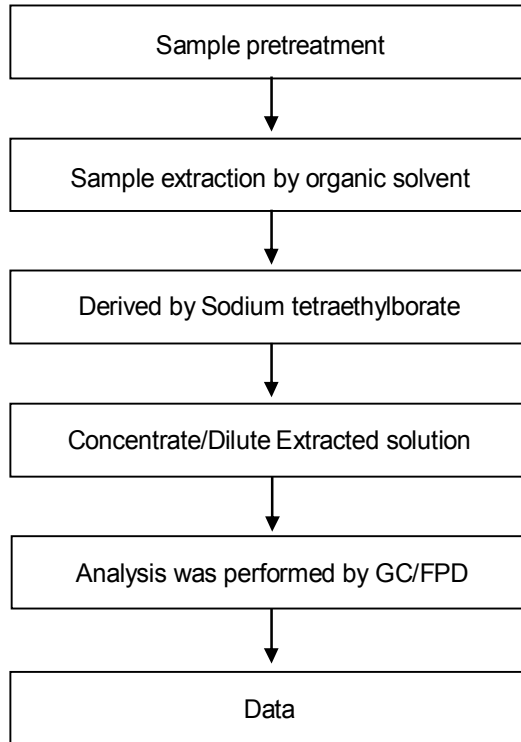 Sample pretreatment
Sample extraction by organic solvent
Derived by Sodium tetraethylborate
Concentrate/Dilute Extracted solution
Analysis was performed by GC/FPD
Data